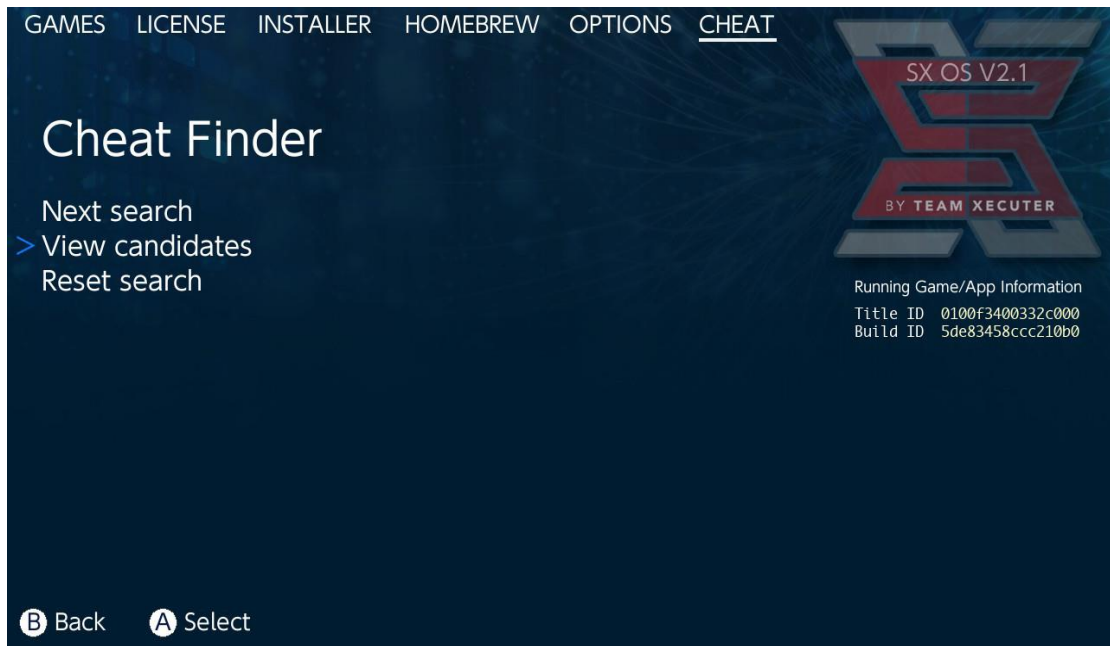 GAMES LICENSE INSTALLER HOMEBREW OPTIONS CHEAT
SX OS V2.1
BY TEAM XECUTER
Cheat Finder
Next search
> View candidates
Reset search
Running Game/App Information
Title ID 0100f3400332c000
Build ID 5de83458ccc210b0
B Back A Select